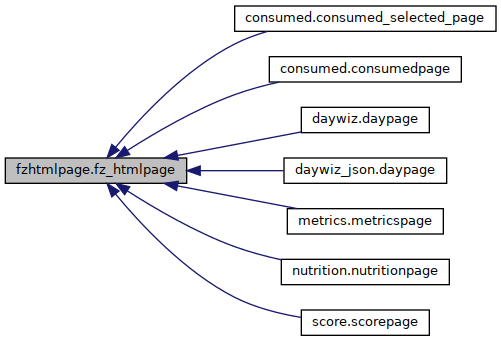 consumed.consumed_selected_page
consumed.consumedpage
daywiz.daypage
fzhtmlpage.fz_htmlpage
daywiz_json.daypage
metrics.metricspage
nutrition.nutritionpage
score.scorepage